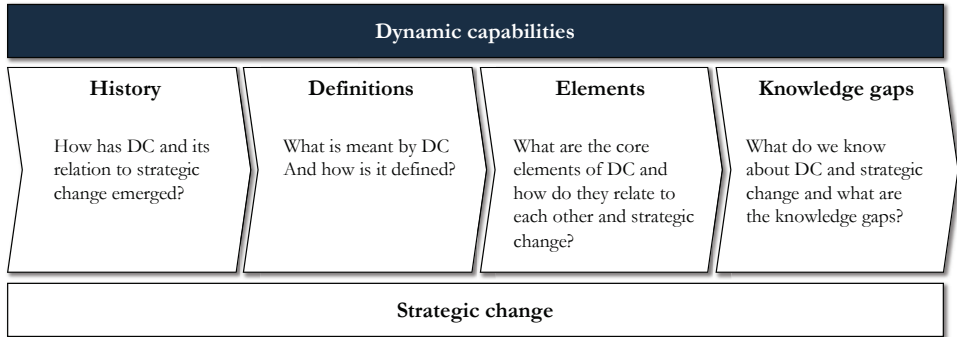 Dynamic capabilities
History
How has DC and its
relation to strategic
change emerged?
Definitions
What is meant by DC
And how is it defined?
Elements
What are the core
elements of DC and
how do they relate to
each other and strategic
change?
Knowledge gaps
What do we know
about DC and strategic
change and what are
the knowledge gaps?
Strategic change